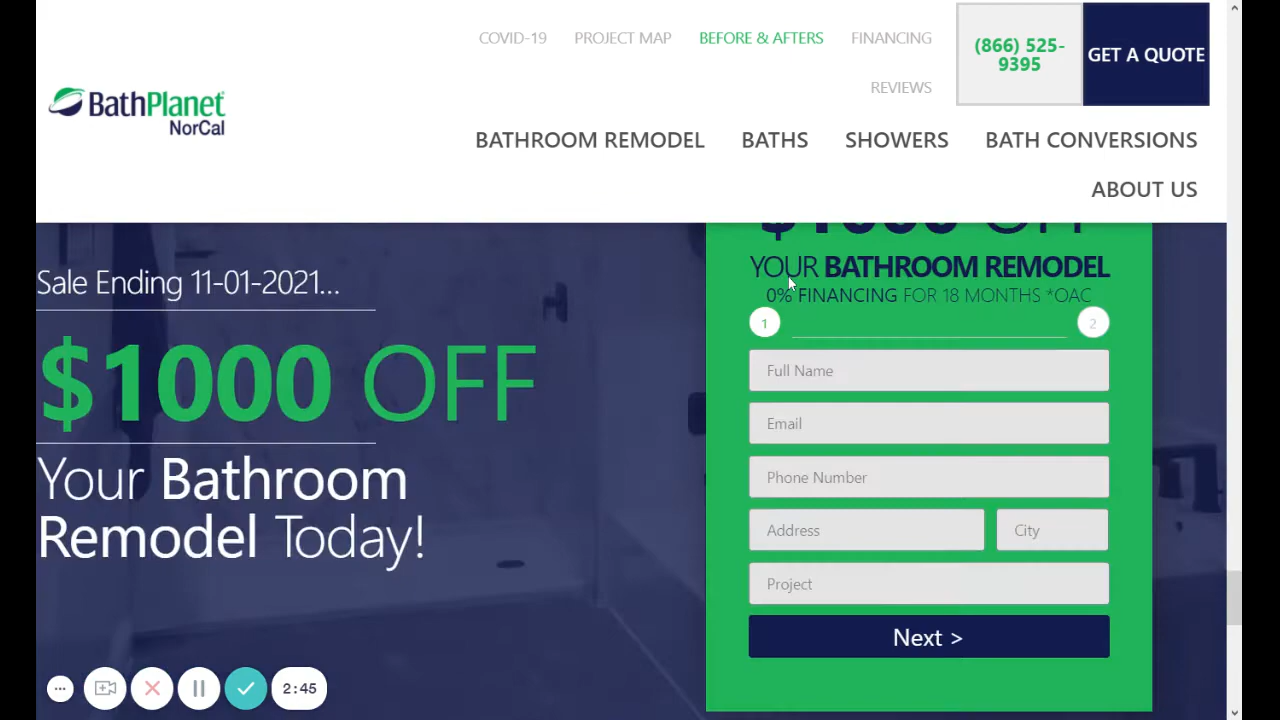 COVID-19 PROJECT MAP BEFORE & AFTERS FINANCING
REVIEWS
(866) 525-
9395
GET A QUOTE
BathPlanet
NorCal
BATHROOM REMODEL BATHS SHOWERS BATH CONVERSIONS
ABOUT US
Sale Ending 11-01-2021...
$1000 OFF
Your Bathroom
Remodel Today!
$1000 OFF
YOUR BATHROOM REMODEL
0% FINANCING FOR 18 MONTHS *OAC
1 2
Full Name
Email
Phone Number
Address City
Project
Next >
2:45